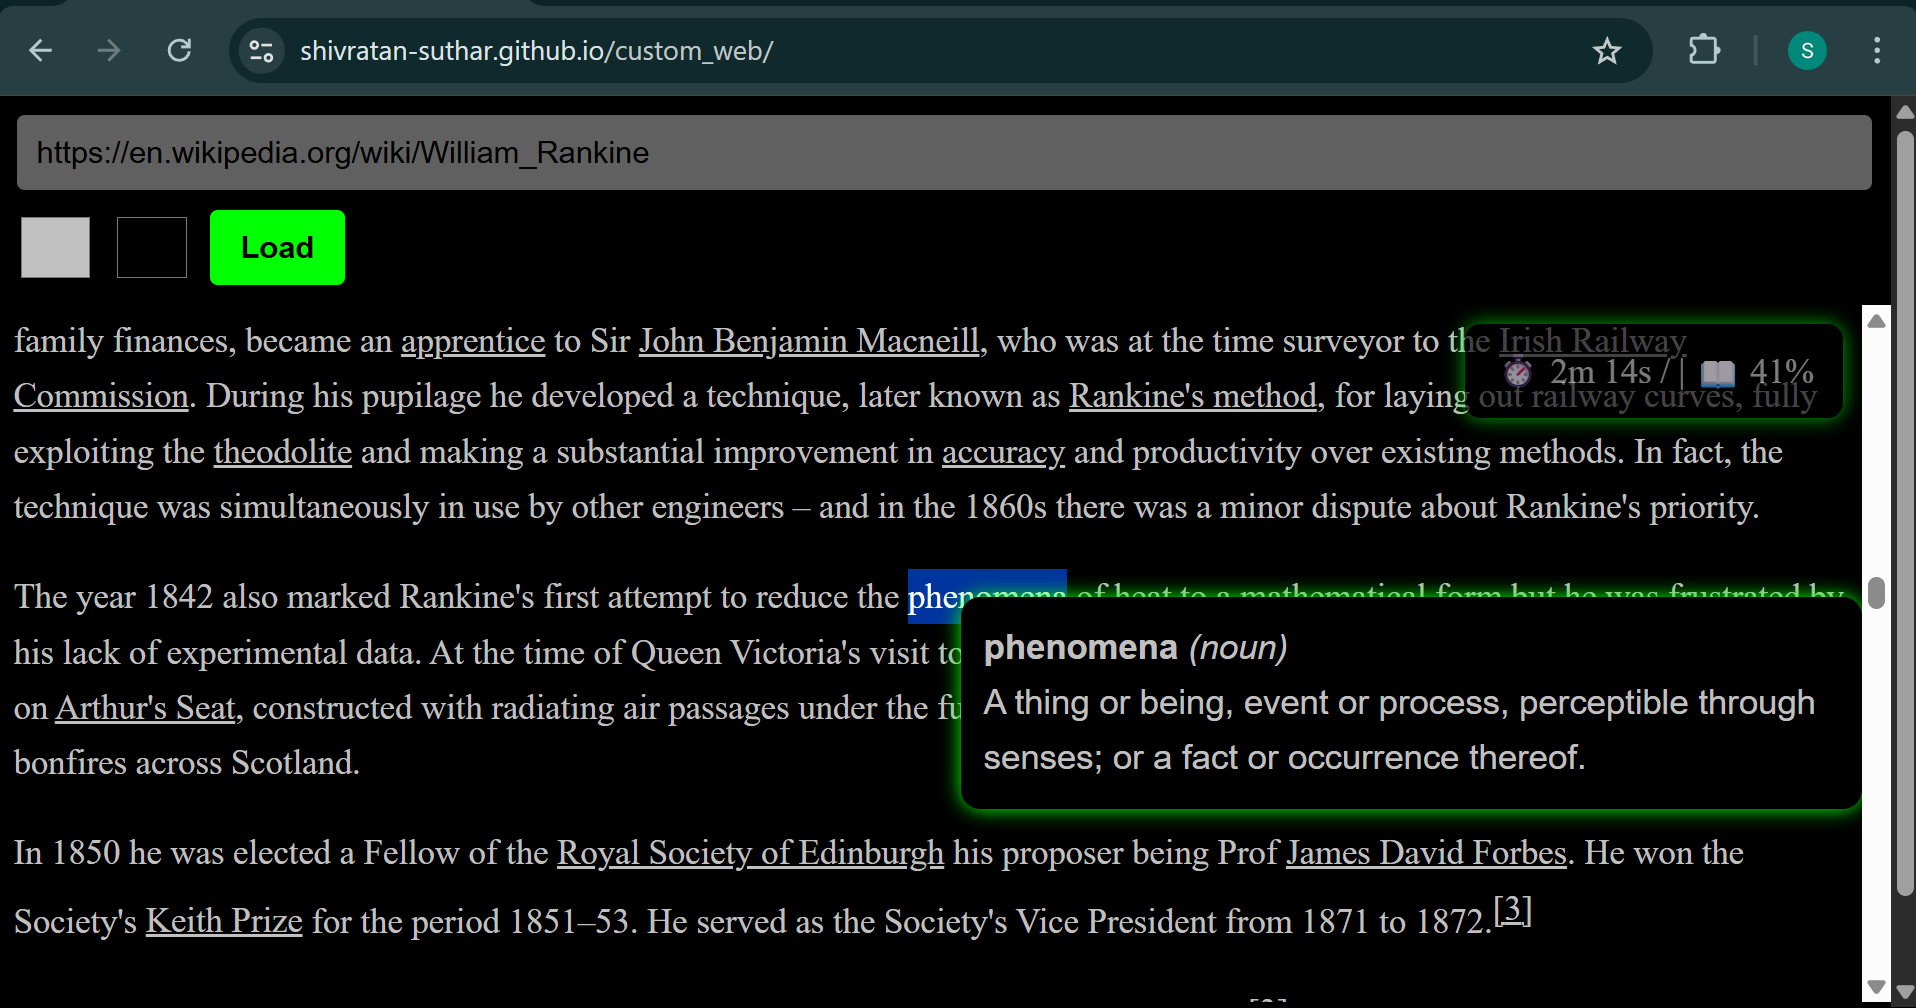 shivratan-suthar.github.io/custom_web/
S
https://en.wikipedia.org/wiki/William_Rankine
Load
family finances, became an apprentice to Sir John Benjamin Macneill, who was at the time surveyor to the Irish Railway
2m 14s / | 41%
Commission. During his pupilage he developed a technique, later known as Rankine's method, for laying out railway curves, fully
exploiting the theodolite and making a substantial improvement in accuracy and productivity over existing methods. In fact, the
technique was simultaneously in use by other engineers – and in the 1860s there was a minor dispute about Rankine's priority.
The year 1842 also marked Rankine's first attempt to reduce the phenomena of heat to a mathematical form but he was frustrated by
his lack of experimental data. At the time of Queen Victoria's visit to
on Arthur's Seat, constructed with radiating air passages under the
bonfires across Scotland.
phenomena (noun)
A thing or being, event or process, perceptible through
senses; or a fact or occurrence thereof.
In 1850 he was elected a Fellow of the Royal Society of Edinburgh his proposer being Prof James David Forbes. He won the
Society's Keith Prize for the period 1851–53. He served as the Society's Vice President from 1871 to 1872.[3]